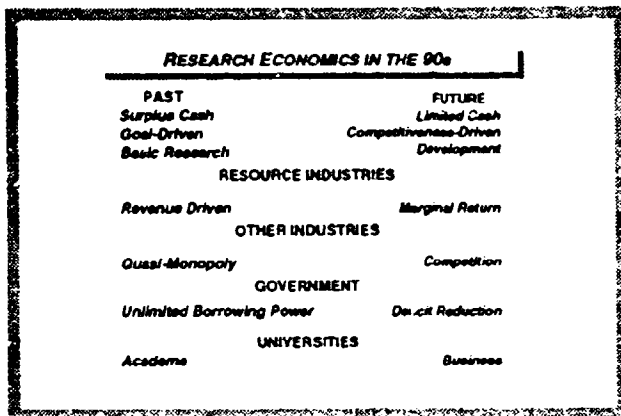 RESEARCH ECONOMICS IN THE 90s
PAST FUTURE
Surplus Cash Limited Cash
Goal-Driven Competitiveness-Driven
Basic Research Development
RESOURCE INDUSTRIES
Revenue Driven Marginal Return
OTHER INDUSTRIES
Quasi-Monopoly Competition
GOVERNMENT
Unlimited Borrowing Power Deficit Reduction
UNIVERSITIES
Academe Business